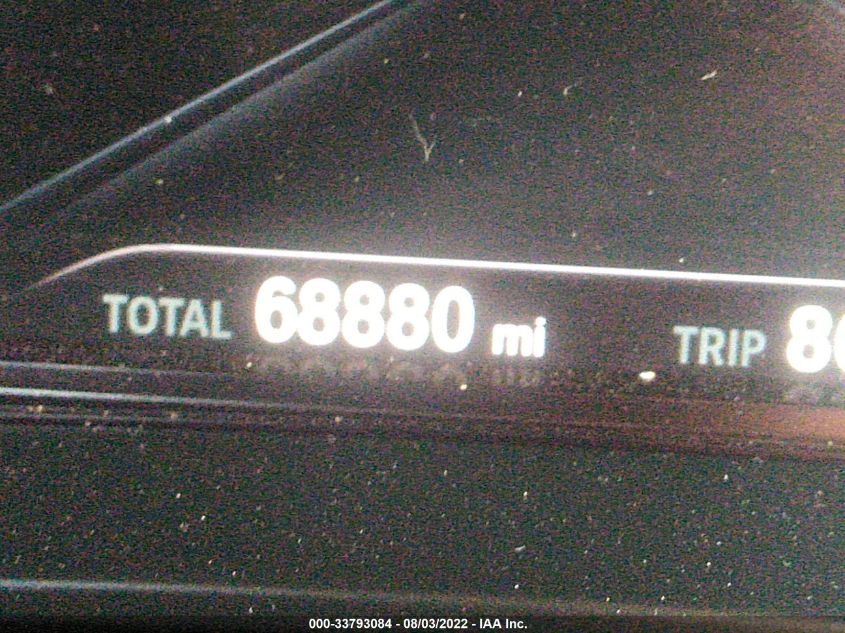 TOTAL 68880 mi TRIP
000-33793084 - 08/03/2022 - IAA Inc.